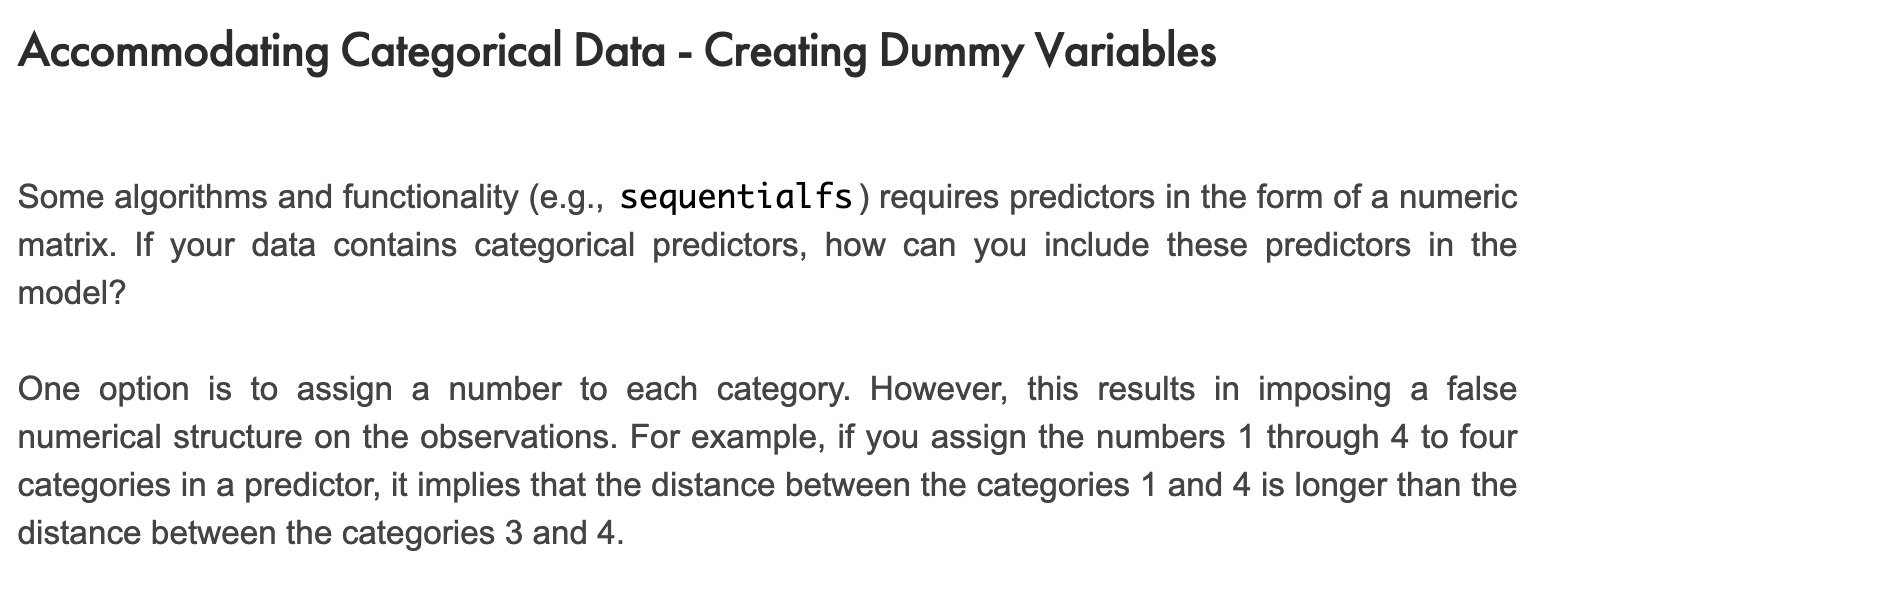 Accommodating Categorical Data - Creating Dummy Variables
Some algorithms and functionality (e.g., sequentialfs) requires predictors in the form of a numeric
matrix. If your data contains categorical predictors, how can you include these predictors in the
model?
One option is to assign a number to each category. However, this results in imposing a false
numerical structure on the observations. For example, if you assign the numbers 1 through 4 to four
categories in a predictor, it implies that the distance between the categories 1 and 4 is longer than the
distance between the categories 3 and 4.